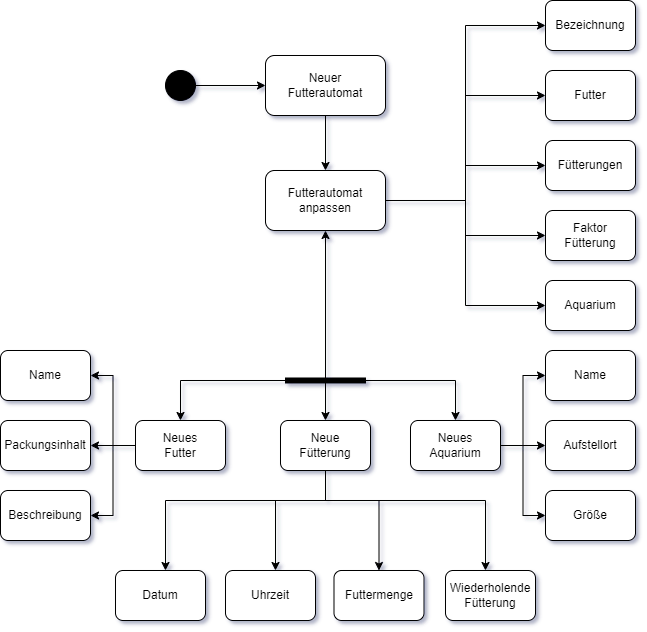 Bezeichnung
Neuer
Futterautomat
Futter
Fütterungen
Futterautomat
anpassen
Faktor
Fütterung
Aquarium
Name
Name
Neues
Futter
Neue
Fütterung
Neues
Aquarium
Packungsinhalt
Aufstellort
Beschreibung
Größe
Datum
Uhrzeit
Futtermenge
Wiederholende
Fütterung